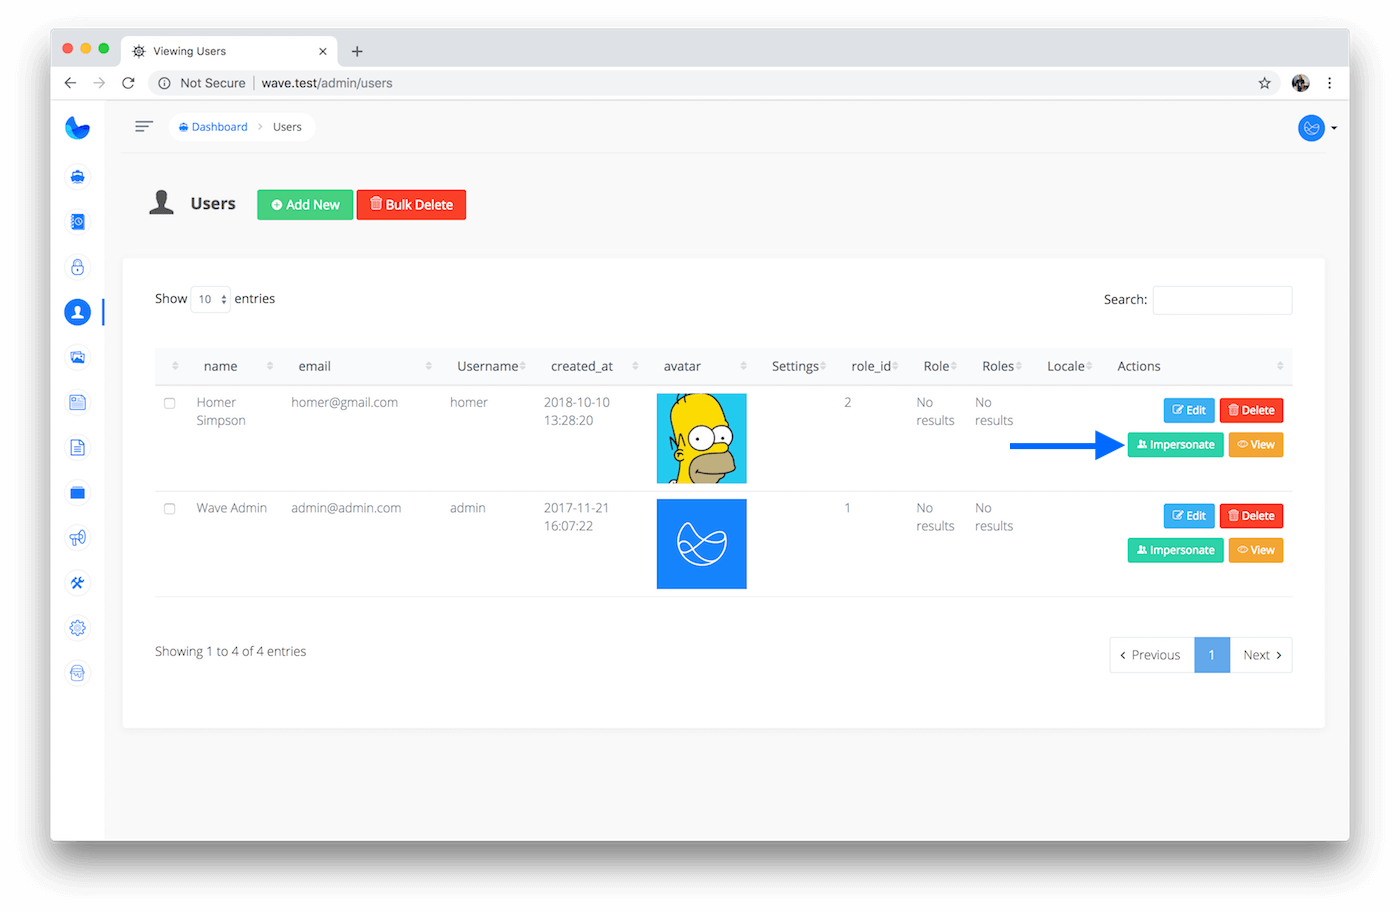 Viewing Users
Not Secure | wave.test/admin/users
Dashboard > Users
Users Add New Bulk Delete
Show 10 entries Search:
name email Username created_at avatar Settings role_id Role Roles Locale Actions
Homer homer@gmail.com homer 2018-10-10 2 No No Edit Delete
Simpson 13:28:20 results results
Impersonate View
Wave Admin admin@admin.com admin 2017-11-21 1 No No Edit Delete
16:07:22 results results
Impersonate View
Showing 1 to 4 of 4 entries Previous 1 Next